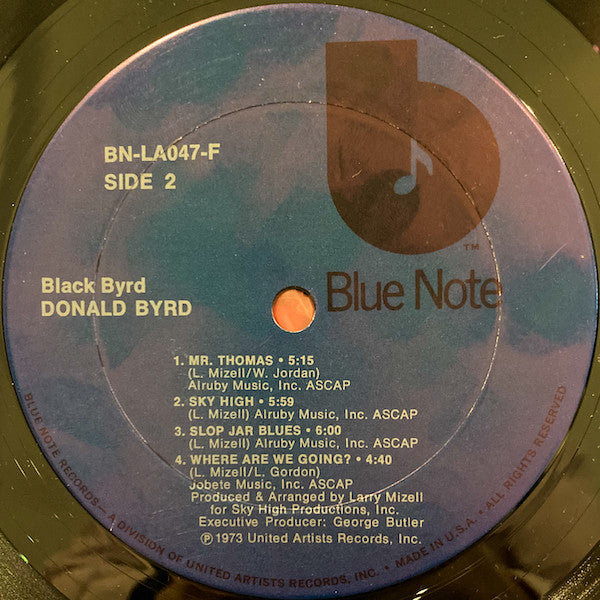 BN-LA047-F
SIDE 2
TM
Blue Note
Black Byrd
DONALD BYRD
1. MR. THOMAS • 5:15
(L. Mizell/W. Jordan)
Alruby Music, Inc. ASCAP
2. SKY HIGH • 5:59
(L. Mizell) Alruby Music, Inc. ASCAP
3. SLOP JAR BLUES • 6:00
(L. Mizell) Alruby Music, Inc. ASCAP
4. WHERE ARE WE GOING? • 4:40
(L. Mizell/L. Gordon)
Jobete Music, Inc. ASCAP
Produced & Arranged by Larry Mizell
for Sky High Productions, Inc.
Executive Producer: George Butler
℗ 1973 United Artists Records, Inc.
BLUE NOTE RECORDS—A DIVISION OF UNITED ARTISTS RECORDS, INC. • MADE IN U.S.A. • ALL RIGHTS RESERVED